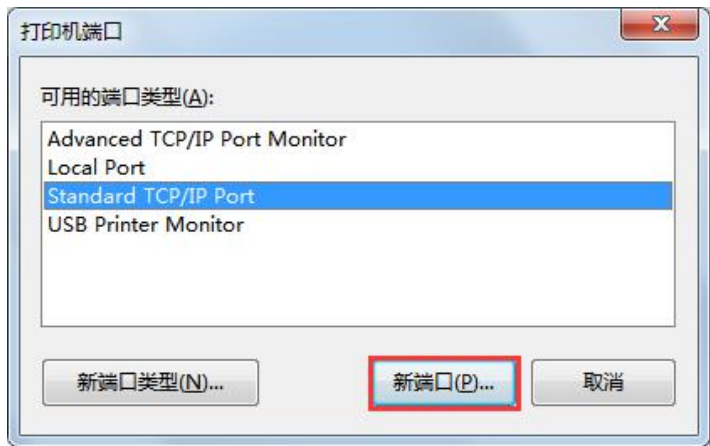 打印机端口
可用的端口类型(A):
Advanced TCP/IP Port Monitor
Local Port
Standard TCP/IP Port
USB Printer Monitor
新端口类型(N)... 新端口(P)... 取消